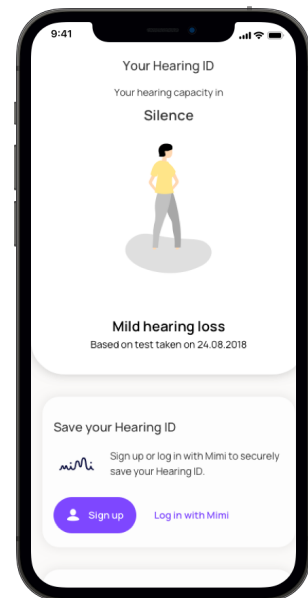 9:41
Your Hearing ID
Your hearing capacity in
Silence
Mild hearing loss
Based on test taken on 24.08.2018
Save your Hearing ID
miMi
Sign up or log in with Mimi to securely
save your Hearing ID.
Sign up
Log in with Mimi